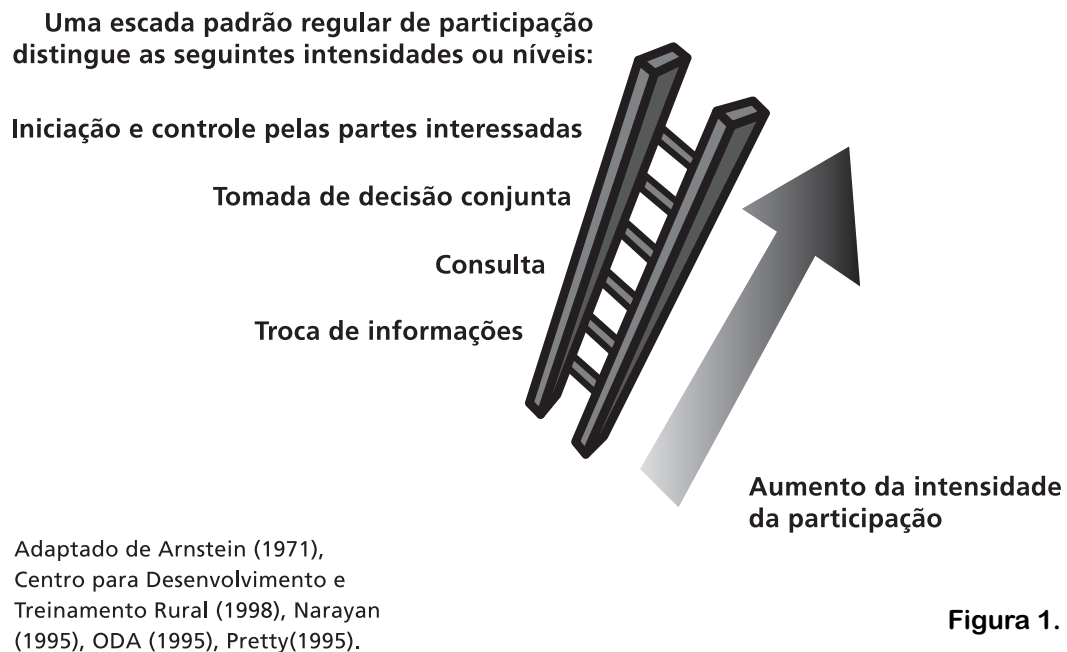 Uma escada padrão regular de participação
distingue as seguintes intensidades ou níveis:
Iniciação e controle pelas partes interessadas
Tomada de decisão conjunta
Consulta
Troca de informações
Aumento da intensidade
da participação
Adaptado de Arnstein (1971),
Centro para Desenvolvimento e
Treinamento Rural (1998), Narayan
(1995), ODA (1995), Pretty(1995).
Figura 1.